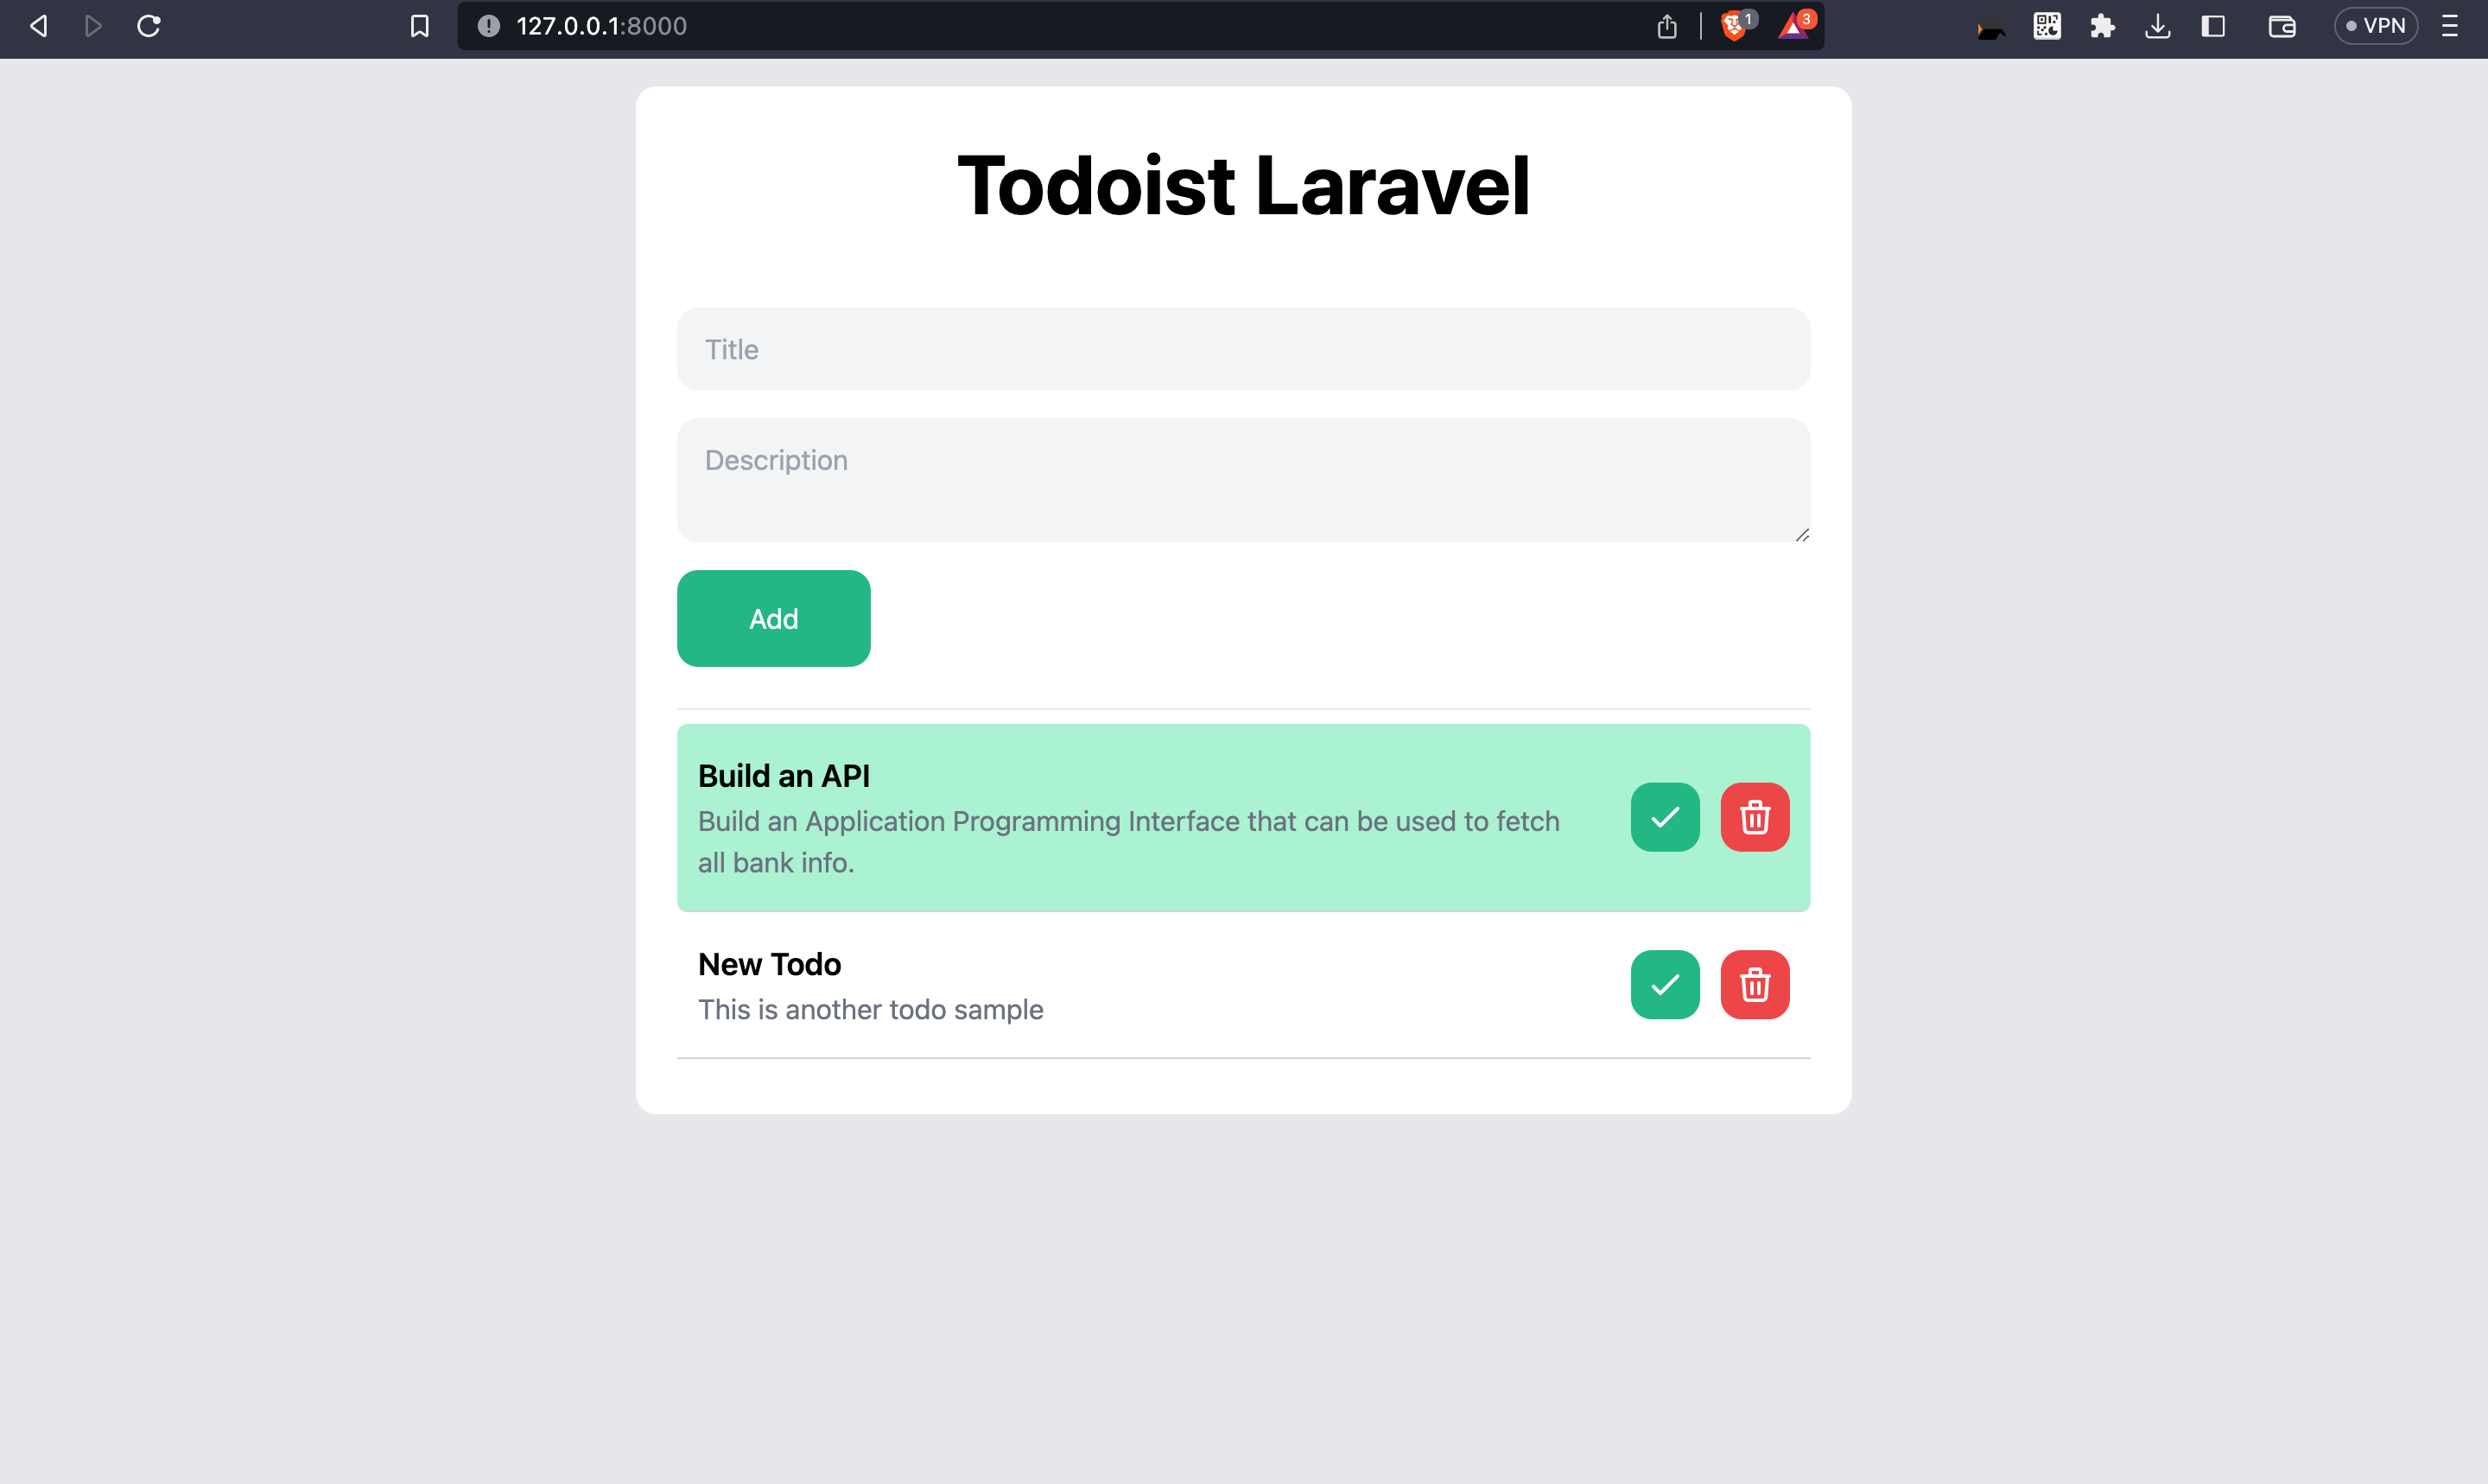 127.0.0.1:8000
1
3
VPN
Todoist Laravel
Title
Description
Add
Build an API
Build an Application Programming Interface that can be used to fetch
all bank info.
New Todo
This is another todo sample